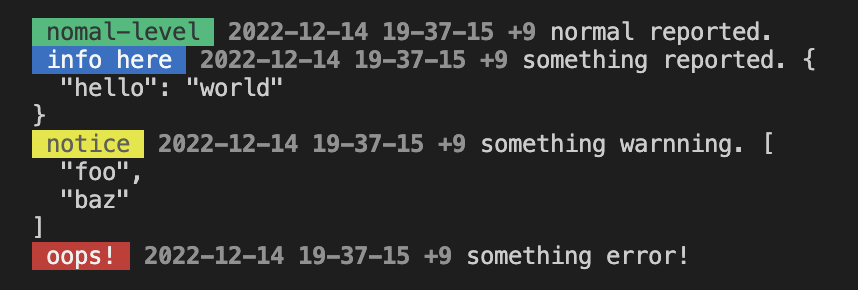 nomal-level 2022-12-14 19-37-15 +9 normal reported.
info here 2022-12-14 19-37-15 +9 something reported. {
  "hello": "world"
}
notice 2022-12-14 19-37-15 +9 something warnning. [
  "foo",
  "baz"
]
oops! 2022-12-14 19-37-15 +9 something error!